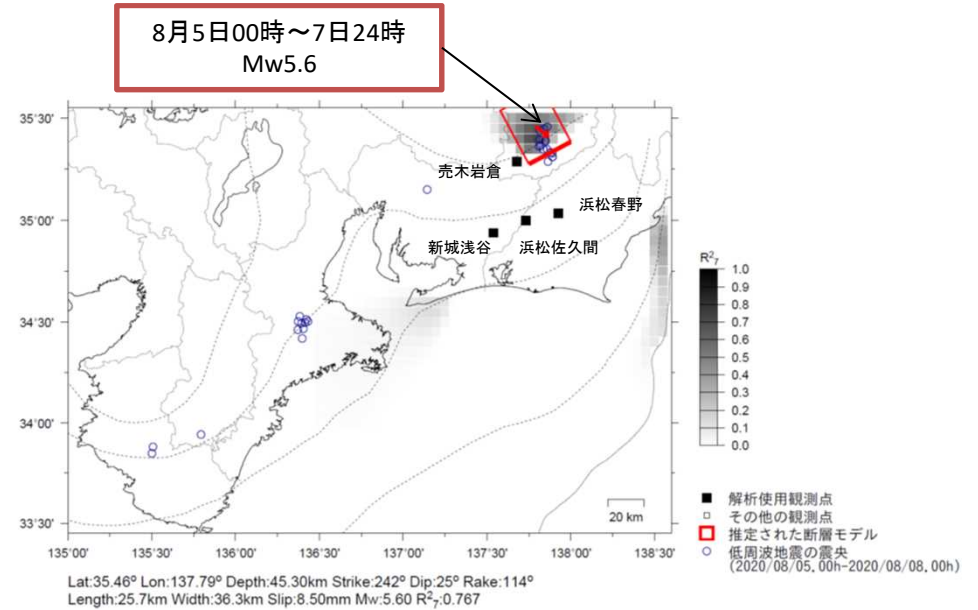 8月5日00時～7日24時
Mw5.6
35°30'
35°00'
34°30'
34°00'
33°30'
135°00'
135°30'
136°00'
136°30'
137°00'
137°30'
138°00'
138°30'
売木岩倉
浜松春野
新城浅谷
浜松佐久間
20 km
R²₇
1.0
0.9
0.8
0.7
0.6
0.5
0.4
0.3
0.2
0.1
0.0
解析使用観測点
その他の観測点
推定された断層モデル
低周波地震の震央
(2020/08/05.00h-2020/08/08.00h)
Lat:35.46° Lon:137.79° Depth:45.30km Strike:242° Dip:25° Rake:114°
Length:25.7km Width:36.3km Slip:8.50mm Mw:5.60 R²₇:0.767